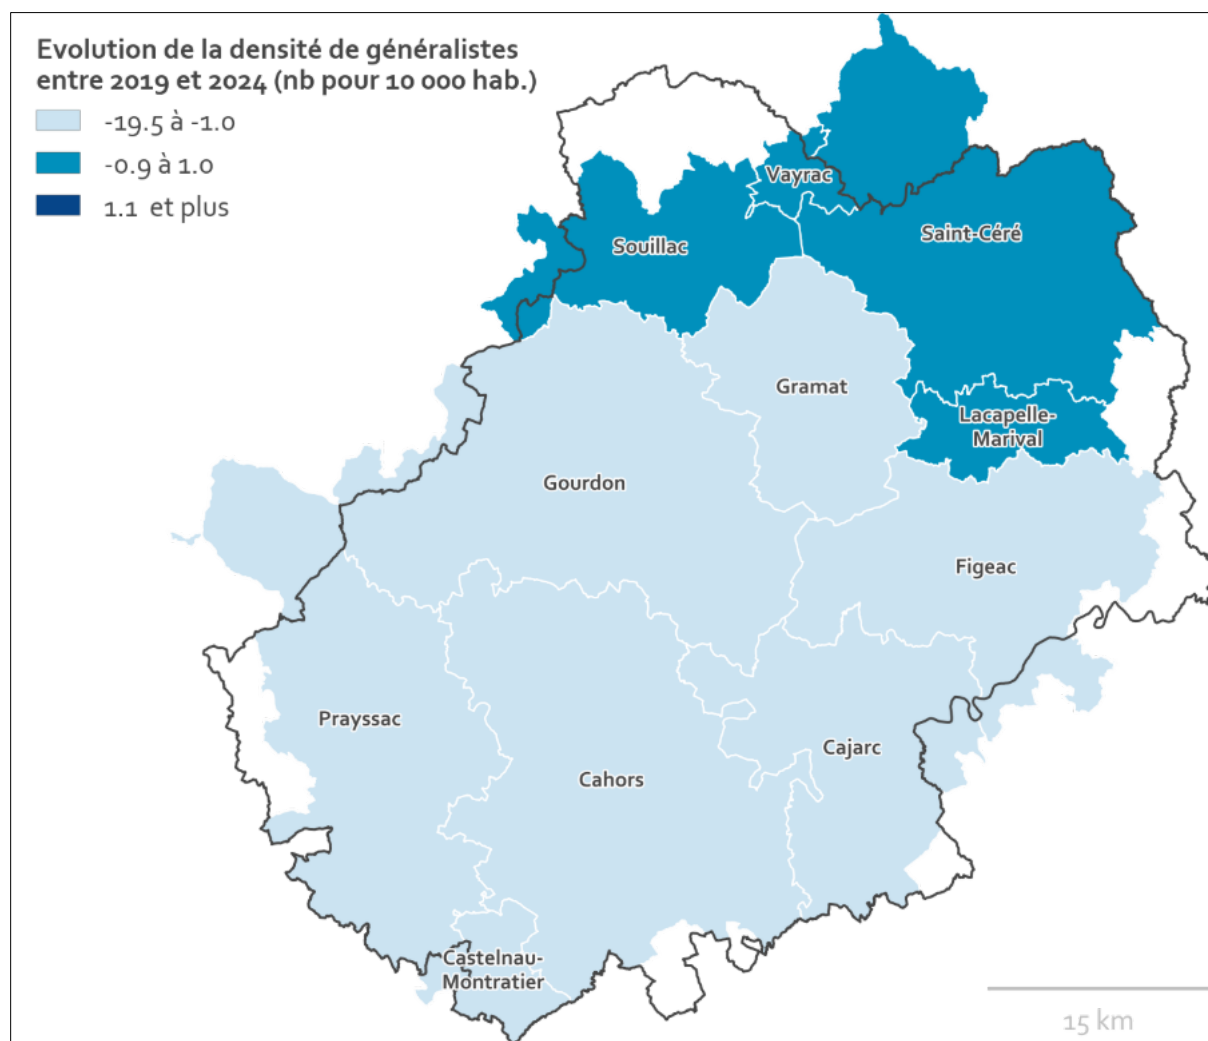 Evolution de la densité de généralistes
entre 2019 et 2024 (nb pour 10 000 hab.)
-19.5 à -1.0
-0.9 à 1.0
1.1 et plus
Vayrac
Souillac
Saint-Céré
Gramat
Lacapelle-
Marival
Gourdon
Figeac
Prayssac
Cajarc
Cahors
Castelnau-
Montratier
15 km